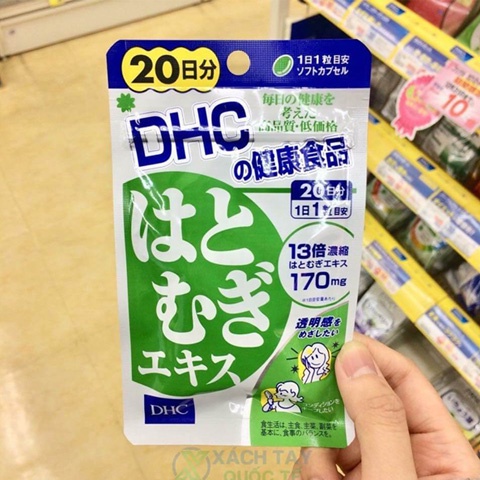 20日分
1日1粒目安
ソフトカプセル
毎日の健康を
考えた
高品質・低価格
DHC
の健康食品
20日分
1日1粒目安
はと
むぎ
エキス
13倍濃縮
はとむぎエキス
170mg
透明感を
めざしたい
DHC
食生活は、主食、主菜、副菜を
基本に、食事のバランスを。
10
XÁCH TAY
QUỐC TẾ